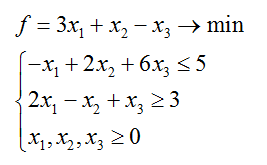 f = 3x₁ + x₂ − x₃ → min
−x₁ + 2x₂ + 6x₃ ≤ 5
2x₁ − x₂ + x₃ ≥ 3
x₁, x₂, x₃ ≥ 0